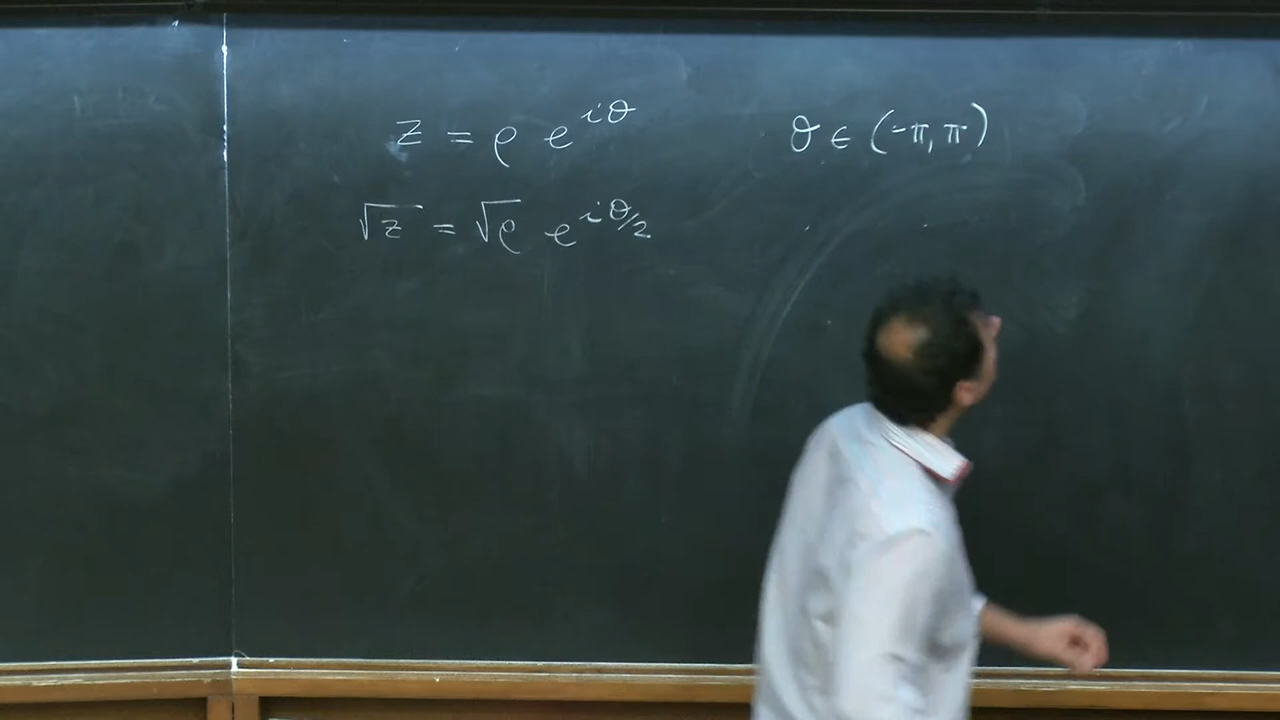 z = ρ e^{iθ} θ ∈ (-π, π)
√z = √ρ e^{iθ/2}